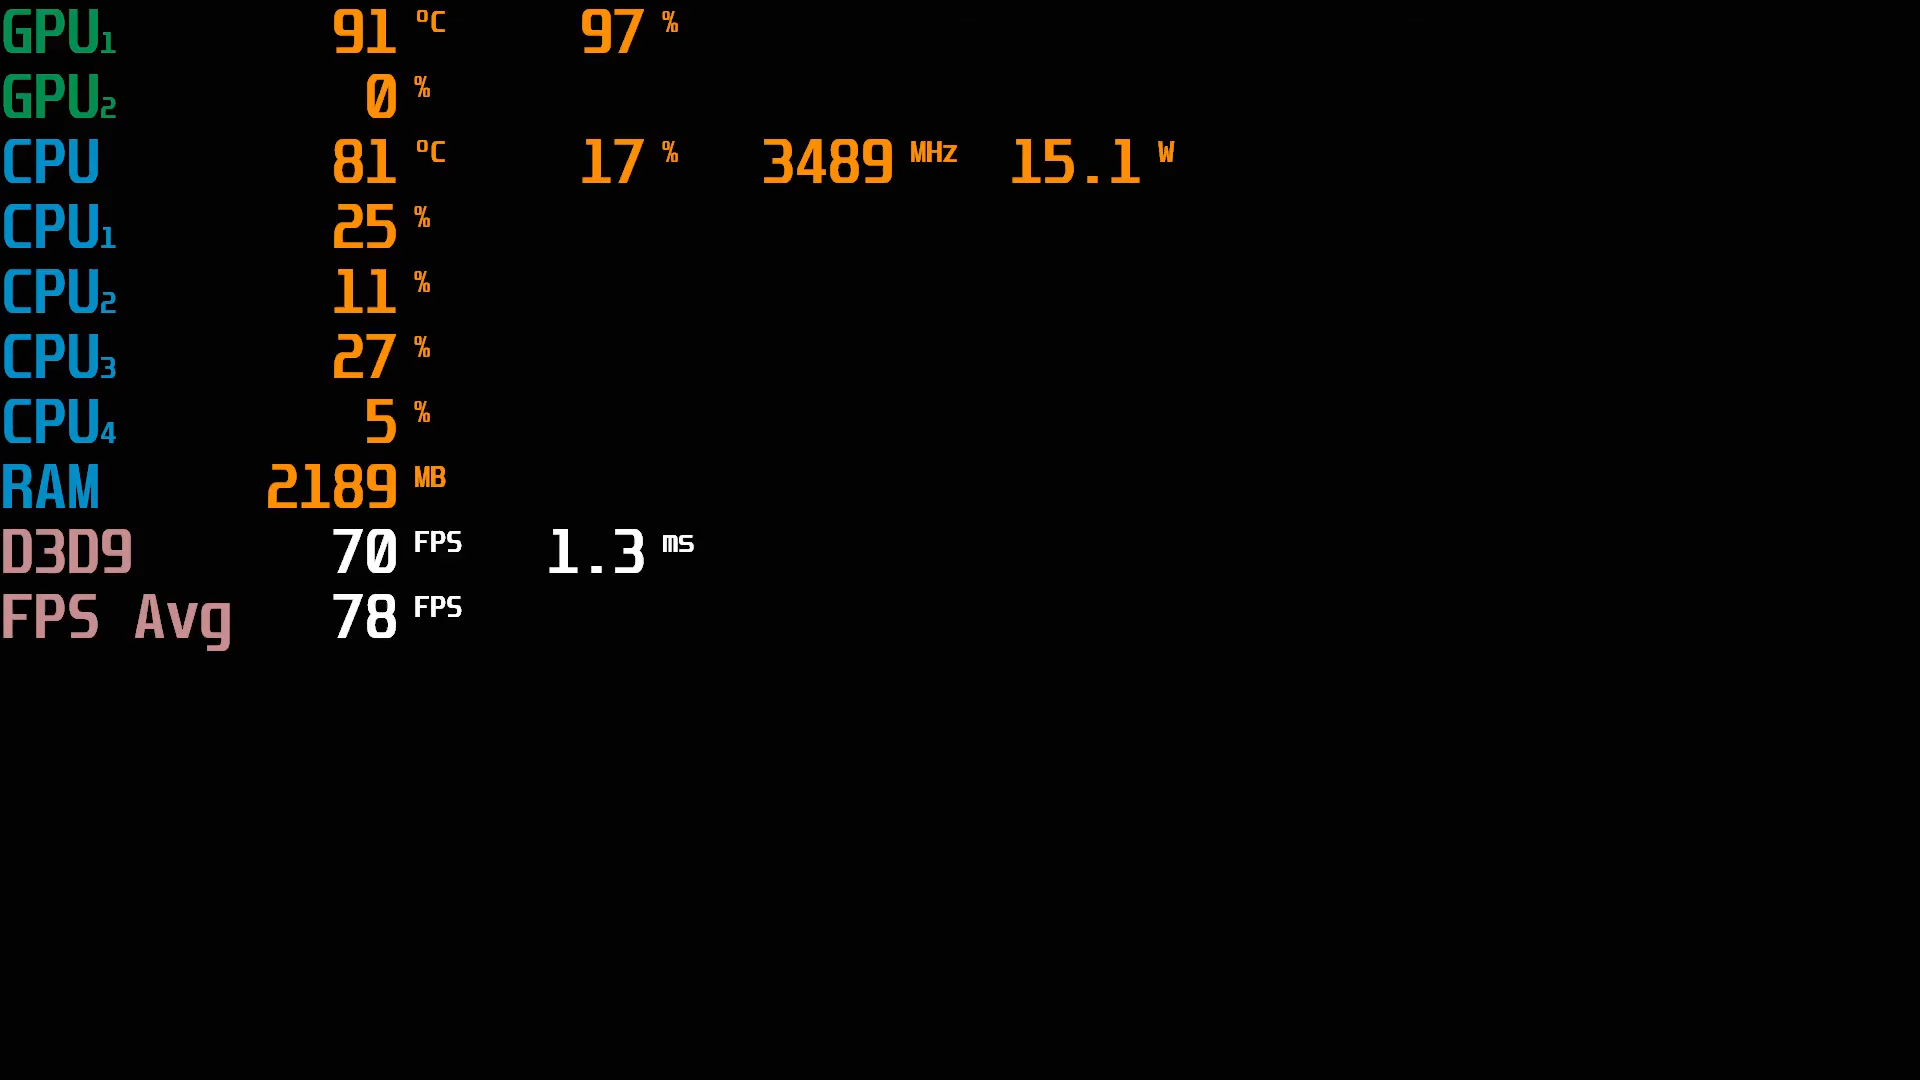 GPU1 91 °C 97 %
GPU2 0 %
CPU 81 °C 17 % 3489 MHz 15.1 W
CPU1 25 %
CPU2 11 %
CPU3 27 %
CPU4 5 %
RAM 2189 MB
D3D9 70 FPS 1.3 ms
FPS Avg 78 FPS